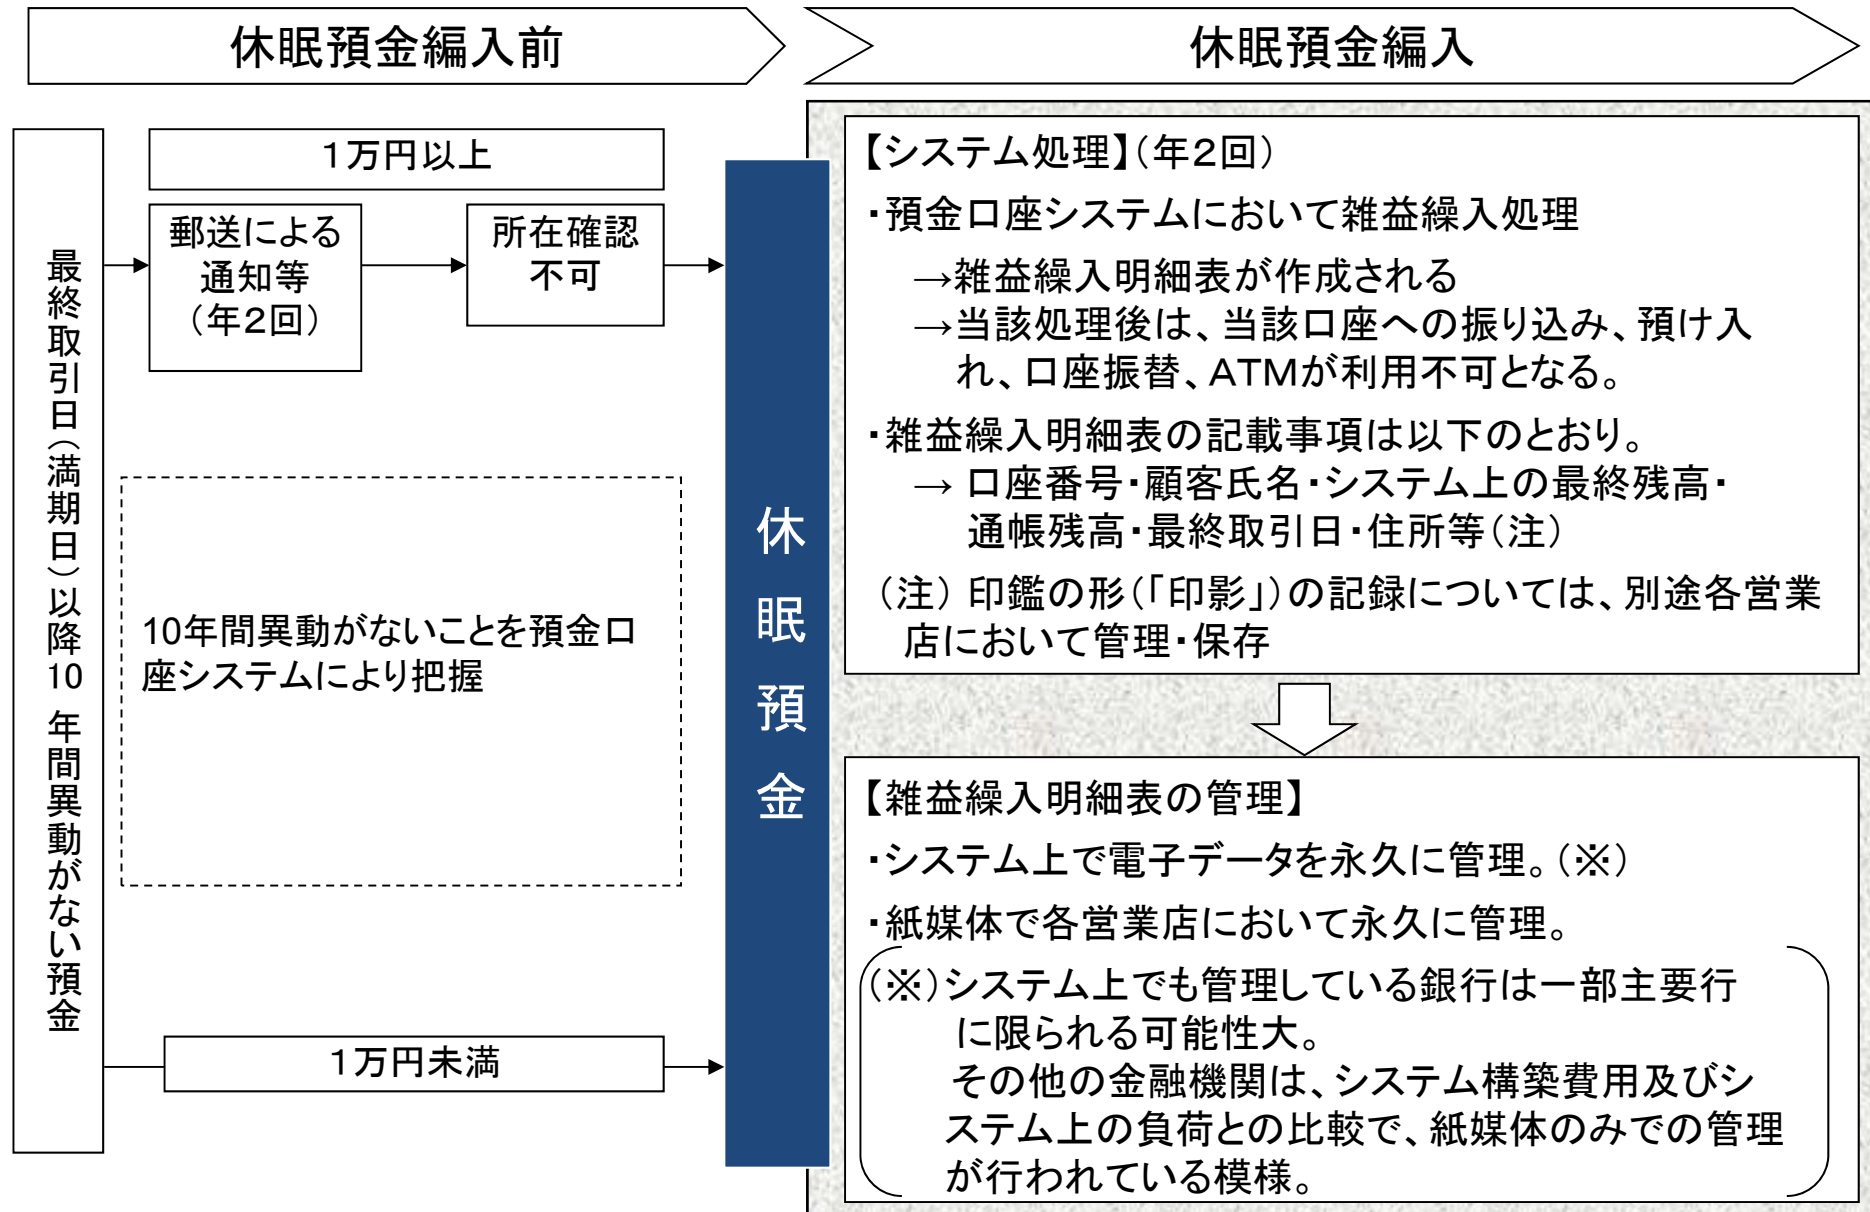 休眠預金編入前
休眠預金編入
最終取引日（満期日）以降10年間異動がない預金
１万円以上
郵送による
通知等
（年２回）
所在確認
不可
10年間異動がないことを預金口
座システムにより把握
１万円未満
休眠預金
【システム処理】（年２回）
・預金口座システムにおいて雑益繰入処理
→雑益繰入明細表が作成される
→当該処理後は、当該口座への振り込み、預け入
れ、口座振替、ＡＴＭが利用不可となる。
・雑益繰入明細表の記載事項は以下のとおり。
→ 口座番号・顧客氏名・システム上の最終残高・
通帳残高・最終取引日・住所等（注）
（注） 印鑑の形（「印影」）の記録については、別途各営業
店において管理・保存
【雑益繰入明細表の管理】
・システム上で電子データを永久に管理。（※）
・紙媒体で各営業店において永久に管理。
（※）システム上でも管理している銀行は一部主要行
に限られる可能性大。
その他の金融機関は、システム構築費用及びシ
ステム上の負荷との比較で、紙媒体のみでの管理
が行われている模様。